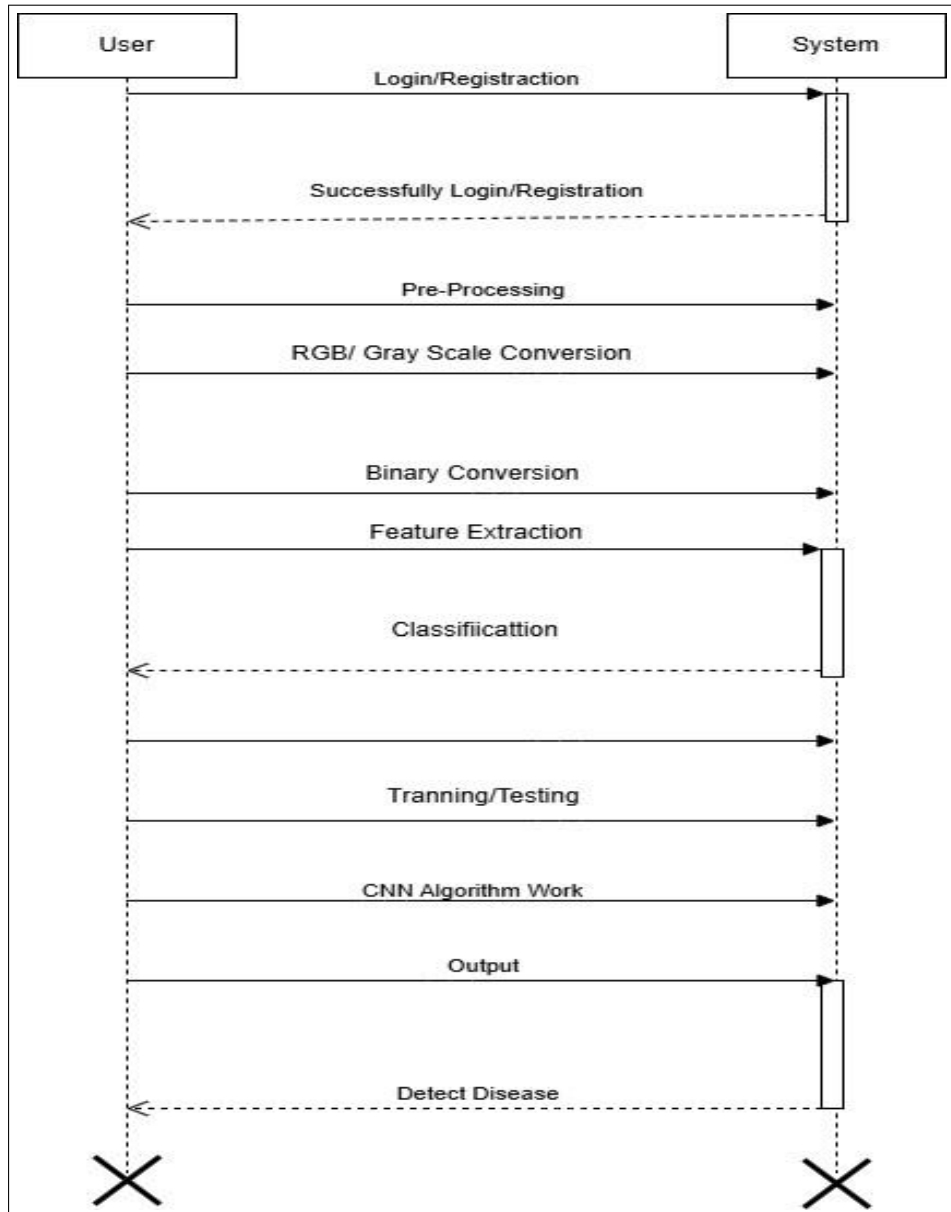 User
System
Login/Registraction
Successfully Login/Registration
Pre-Processing
RGB/ Gray Scale Conversion
Binary Conversion
Feature Extraction
Classifiicattion
Tranning/Testing
CNN Algorithm Work
Output
Detect Disease